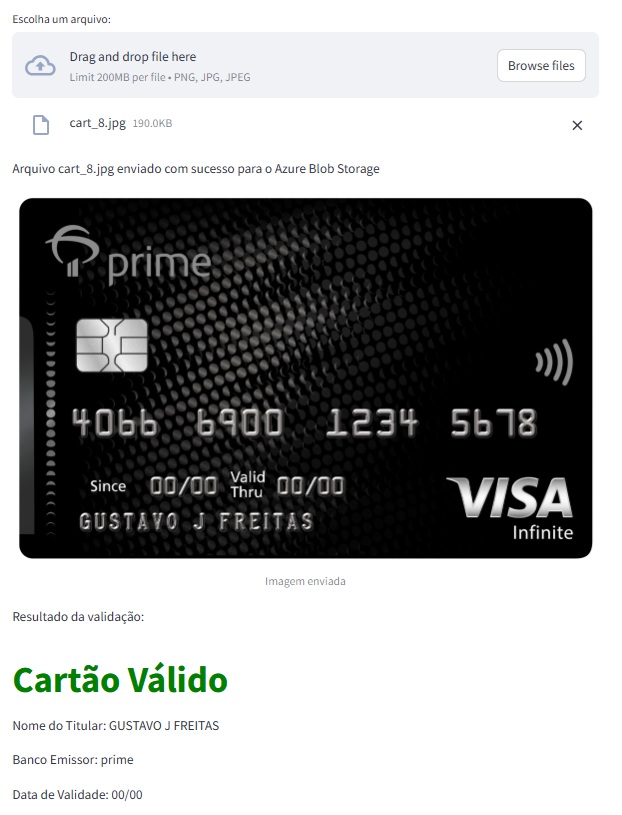 Escolha um arquivo:
Drag and drop file here
Limit 200MB per file • PNG, JPG, JPEG
Browse files
cart_8.jpg 190.0KB
Arquivo cart_8.jpg enviado com sucesso para o Azure Blob Storage
prime
4066 6900 1234 5678
Since 00/00 Valid Thru 00/00
GUSTAVO J FREITAS
VISA
Infinite
Imagem enviada
Resultado da validação:
Cartão Válido
Nome do Titular: GUSTAVO J FREITAS
Banco Emissor: prime
Data de Validade: 00/00